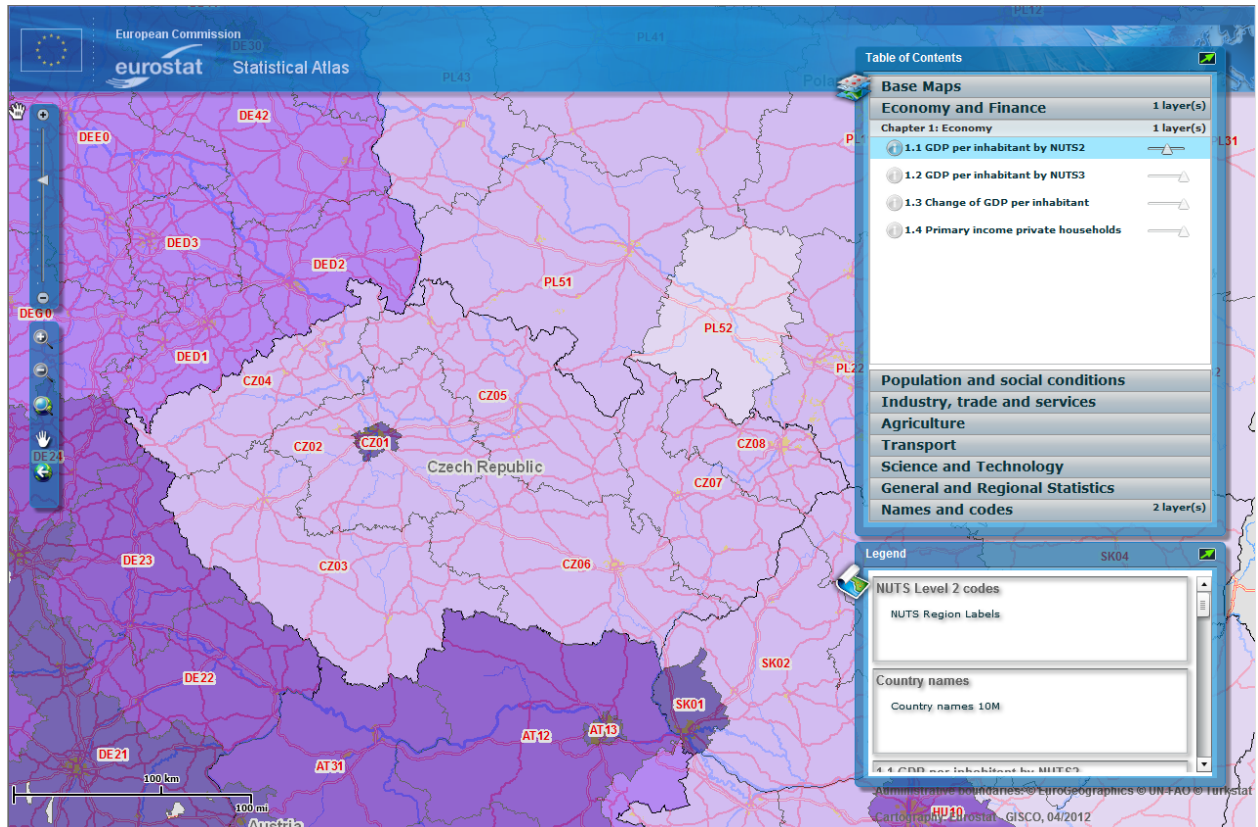 European Commission
eurostat
Statistical Atlas
PL12
DE30
PL41
PL43
DE42
DEE0
DED3
DED2
DEG0
DED1
PL51
PL52
PL22
PL31
CZ04
CZ05
CZ02
CZ01
CZ08
CZ07
CZ03
CZ06
Czech Republic
DE24
DE23
DE22
DE21
SK02
SK01
SK04
AT12
AT13
AT31
HU10
Austria
100 km
100 mi
Table of Contents
Base Maps
Economy and Finance 1 layer(s)
Chapter 1: Economy 1 layer(s)
1.1 GDP per inhabitant by NUTS2
1.2 GDP per inhabitant by NUTS3
1.3 Change of GDP per inhabitant
1.4 Primary income private households
Population and social conditions
Industry, trade and services
Agriculture
Transport
Science and Technology
General and Regional Statistics
Names and codes 2 layer(s)
Legend
NUTS Level 2 codes
NUTS Region Labels
Country names
Country names 10M
1.1 GDP per inhabitant by NUTS2
Administrative boundaries: © EuroGeographics © UN-FAO © Turkstat
Cartography: Eurostat - GISCO, 04/2012